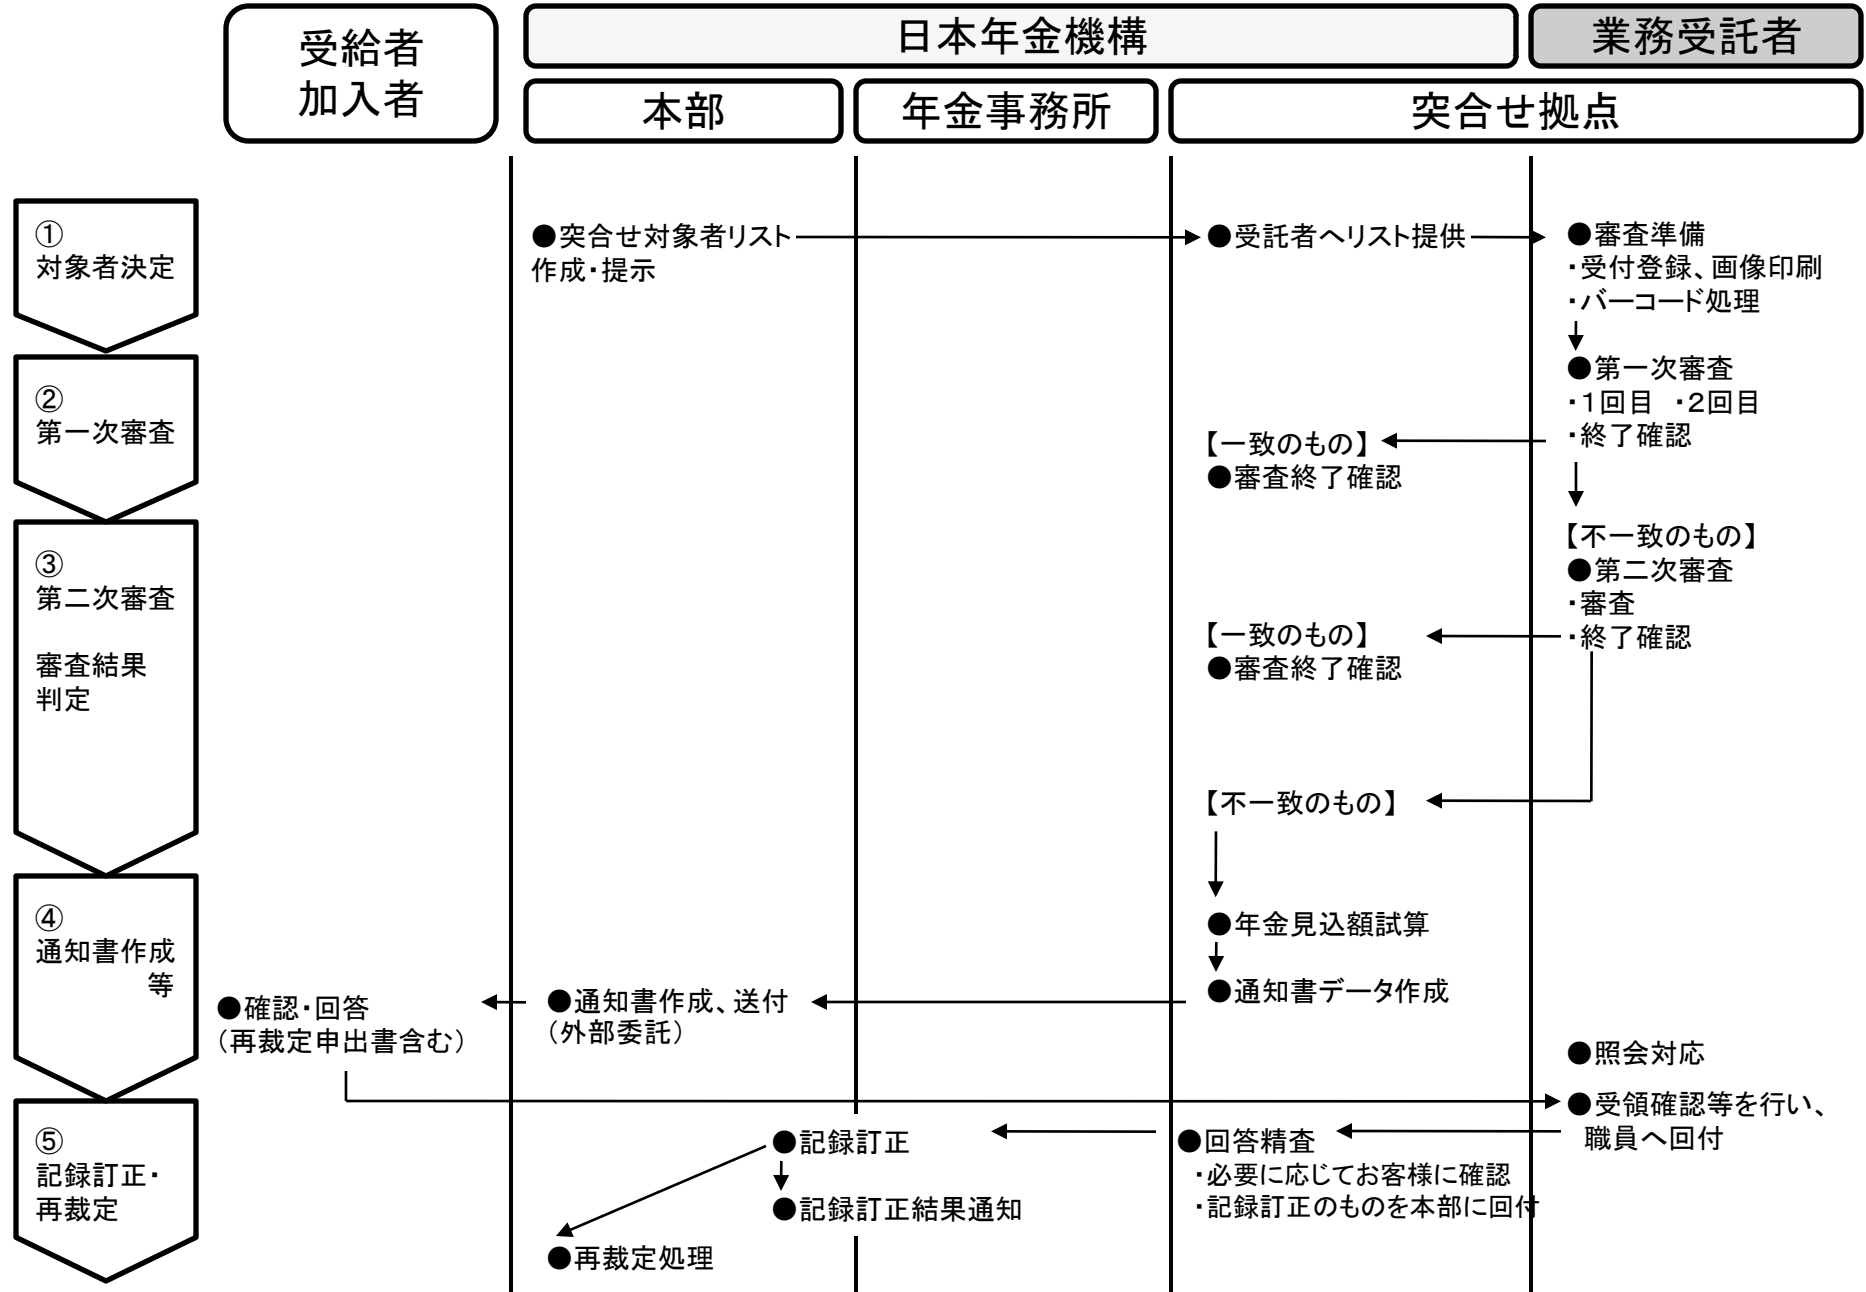 受給者
加入者
日本年金機構
業務受託者
本部
年金事務所
突合せ拠点
①
対象者決定
●突合せ対象者リスト
作成・提示
●受託者へリスト提供
●審査準備
・受付登録、画像印刷
・バーコード処理
②
第一次審査
●第一次審査
・1回目 ・2回目
・終了確認
【一致のもの】
●審査終了確認
③
第二次審査
審査結果
判定
【不一致のもの】
●第二次審査
・審査
・終了確認
【一致のもの】
●審査終了確認
【不一致のもの】
④
通知書作成
等
●年金見込額試算
●通知書データ作成
●通知書作成、送付
（外部委託）
●確認・回答
（再裁定申出書含む）
●照会対応
●受領確認等を行い、
職員へ回付
⑤
記録訂正・
再裁定
●回答精査
・必要に応じてお客様に確認
・記録訂正のものを本部に回付
●記録訂正
●記録訂正結果通知
●再裁定処理